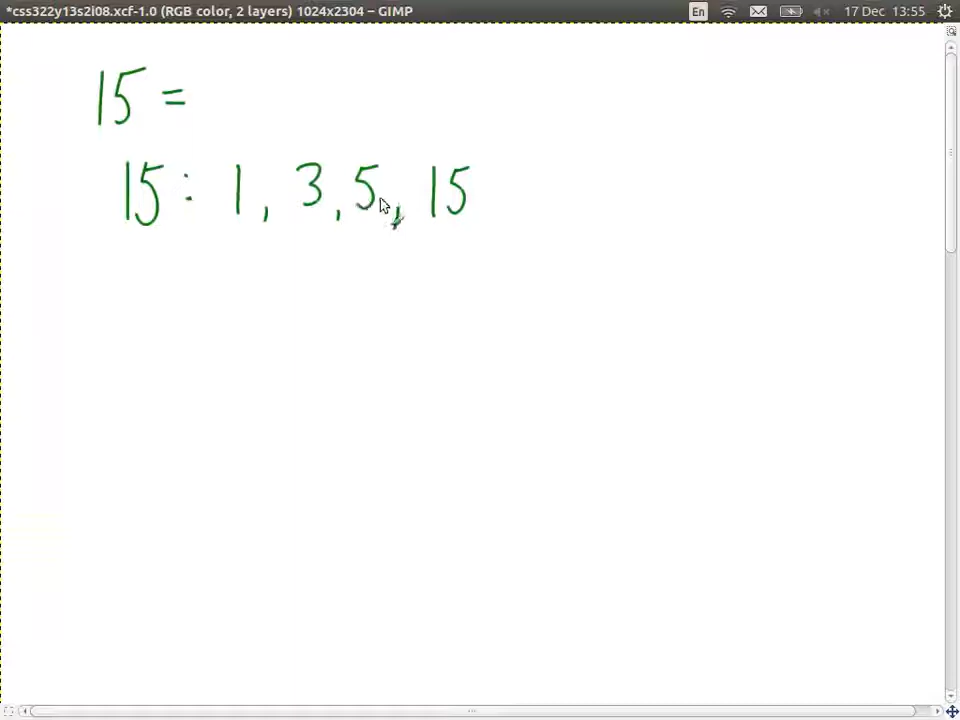 *css322y13s2i08.xcf-1.0 (RGB color, 2 layers) 1024x2304 – GIMP
En
17 Dec 13:55
15 =
15: 1, 3, 5, 15